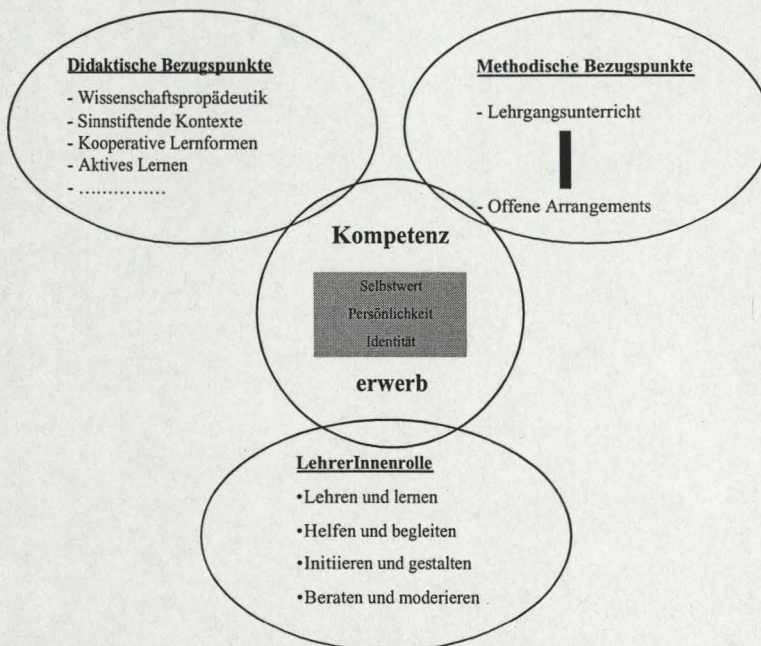 Didaktische Bezugspunkte
- Wissenschaftspropädeutik
- Sinnstiftende Kontexte
- Kooperative Lernformen
- Aktives Lernen
- ……………
Methodische Bezugspunkte
- Lehrgangsunterricht
- Offene Arrangements
Kompetenz
Selbstwert
Persönlichkeit
Identität
erwerb
LehrerInnenrolle
•Lehren und lernen
•Helfen und begleiten
•Initiieren und gestalten
•Beraten und moderieren